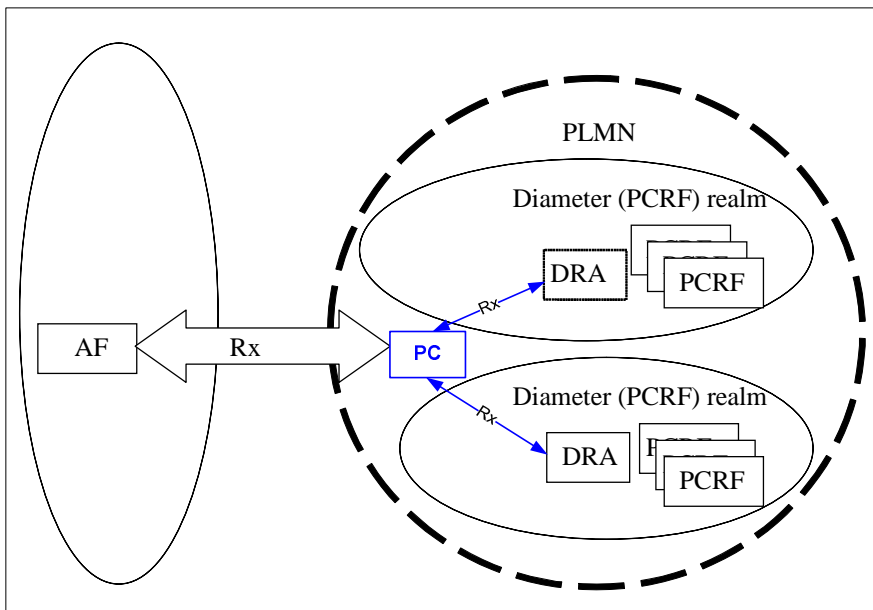 PLMN
Diameter (PCRF) realm
DRA
PCRF
Rx
AF
Rx
PC
Rx
Diameter (PCRF) realm
DRA
PCRF